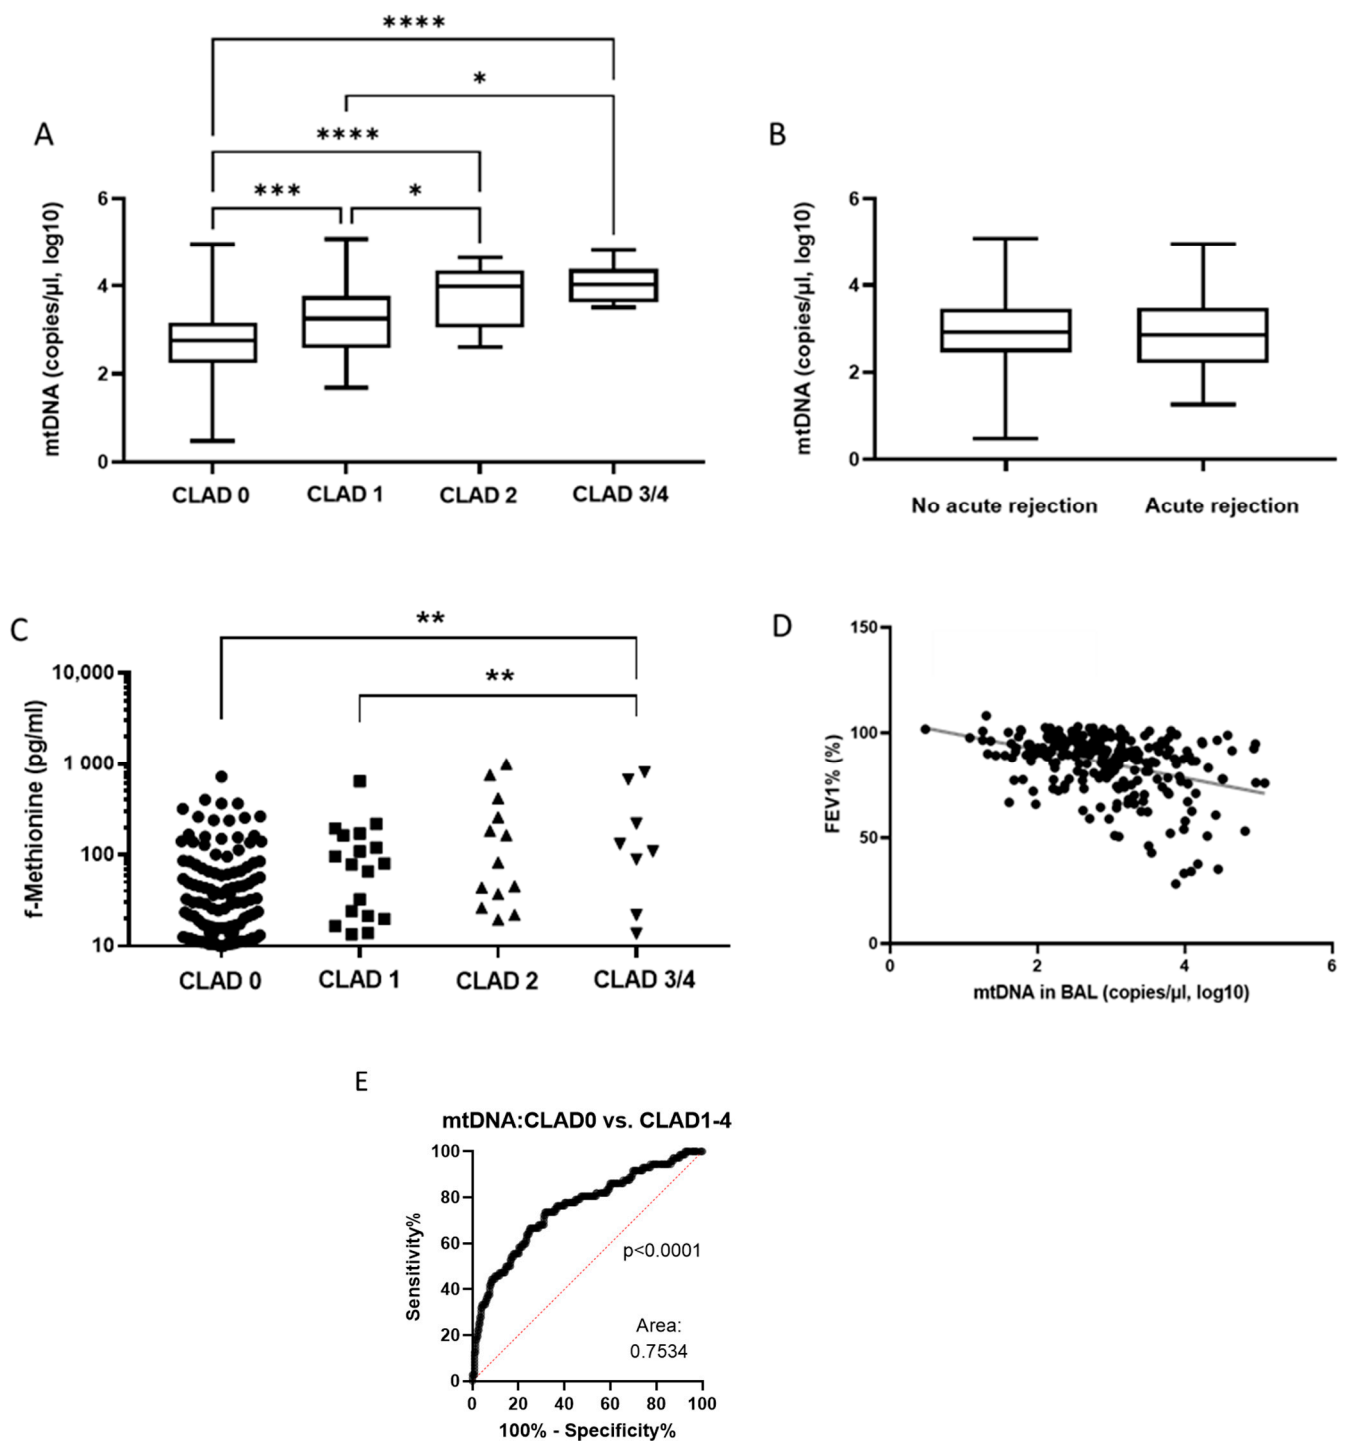 A
****
*
****
***
*
mtDNA (copies/µl, log10)
6
4
2
0
CLAD 0
CLAD 1
CLAD 2
CLAD 3/4
B
mtDNA (copies/µl, log10)
6
4
2
0
No acute rejection
Acute rejection
C
**
**
f-Methionine (pg/ml)
10,000
1 000
100
10
CLAD 0
CLAD 1
CLAD 2
CLAD 3/4
D
FEV1% (%)
150
100
50
0
0
2
4
6
mtDNA in BAL (copies/µl, log10)
E
mtDNA:CLAD0 vs. CLAD1-4
Sensitivity%
100
80
60
40
20
0
p<0.0001
Area:
0.7534
0
20
40
60
80
100
100% - Specificity%